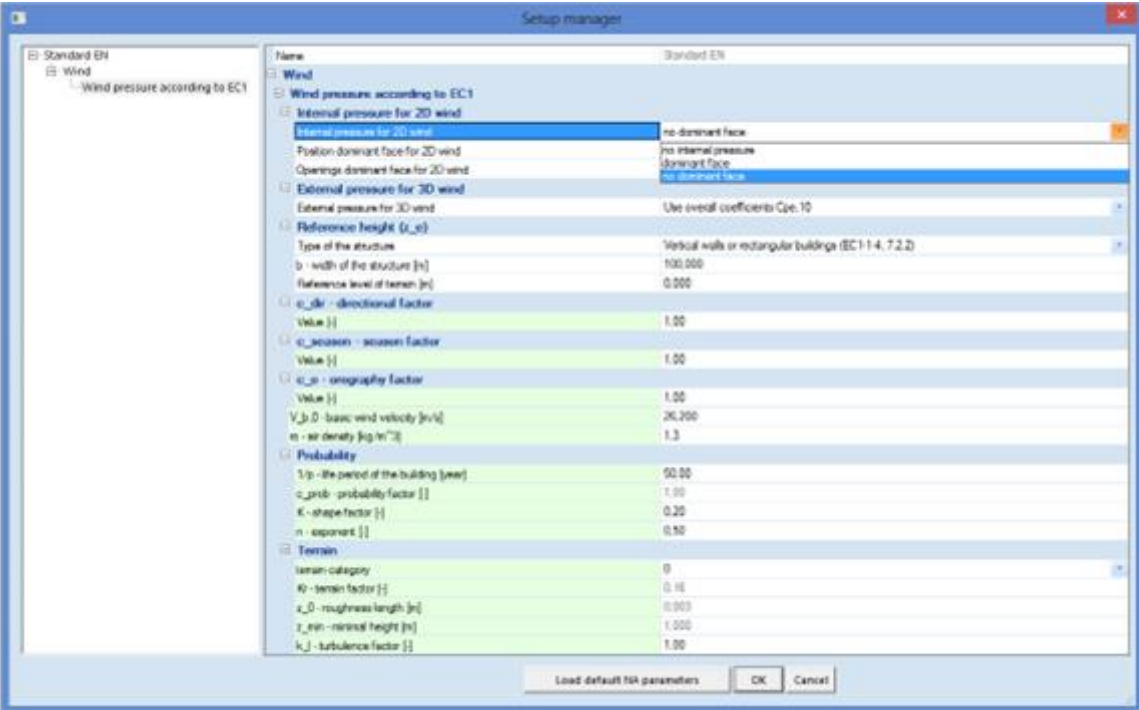 Setup manager
Standard EN
Wind
Wind pressure according to EC1
Name Standard EN
Wind
Wind pressure according to EC1
Internal pressure for 2D wind
Internal pressure for 2D wind no dominant face
Position dominant face for 2D wind no internal pressure
dominant face
Openings dominant face for 2D wind no dominant face
External pressure for 3D wind
External pressure for 3D wind Use overall coefficients Cpe,10
Reference height (z_e)
Type of the structure Vertical walls or rectangular buildings (EC1-1-4, 7.2.2)
b - width of the structure [m] 100,000
Reference level of terrain [m] 0,000
c_dir - directional factor
Value [-] 1.00
c_season - season factor
Value [-] 1.00
c_o - orography factor
Value [-] 1.00
V_b,0 - basic wind velocity [m/s] 26,200
- air density [kg/m^3] 1.3
Probability
1/p - life period of the building [year] 50.00
c_prob - probability factor [-] 1.00
K - shape factor [-] 0.20
n - exponent [-] 0.50
Terrain
terrain category 0
Kr - terrain factor [-] 0.16
z_0 - roughness length [m] 0.003
z_min - minimal height [m] 1.000
k_I - turbulence factor [-] 1.00
Load default NA parameters OK Cancel